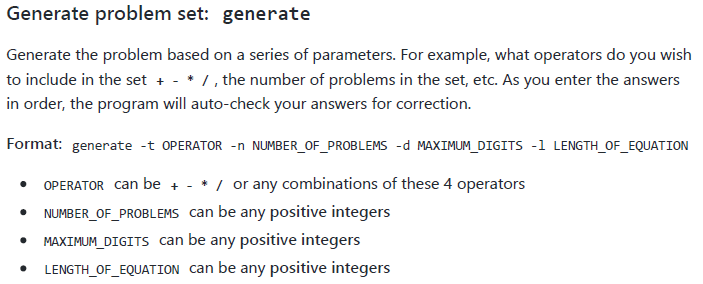 Generate problem set: generate
Generate the problem based on a series of parameters. For example, what operators do you wish
to include in the set + - * / , the number of problems in the set, etc. As you enter the answers
in order, the program will auto-check your answers for correction.
Format: generate -t OPERATOR -n NUMBER_OF_PROBLEMS -d MAXIMUM_DIGITS -l LENGTH_OF_EQUATION
• OPERATOR can be + - * / or any combinations of these 4 operators
• NUMBER_OF_PROBLEMS can be any positive integers
• MAXIMUM_DIGITS can be any positive integers
• LENGTH_OF_EQUATION can be any positive integers